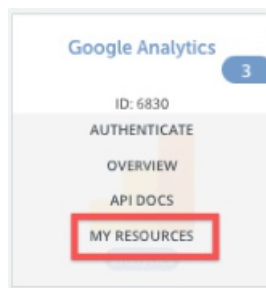 Google Analytics
3
ID: 6830
AUTHENTICATE
OVERVIEW
API DOCS
MY RESOURCES